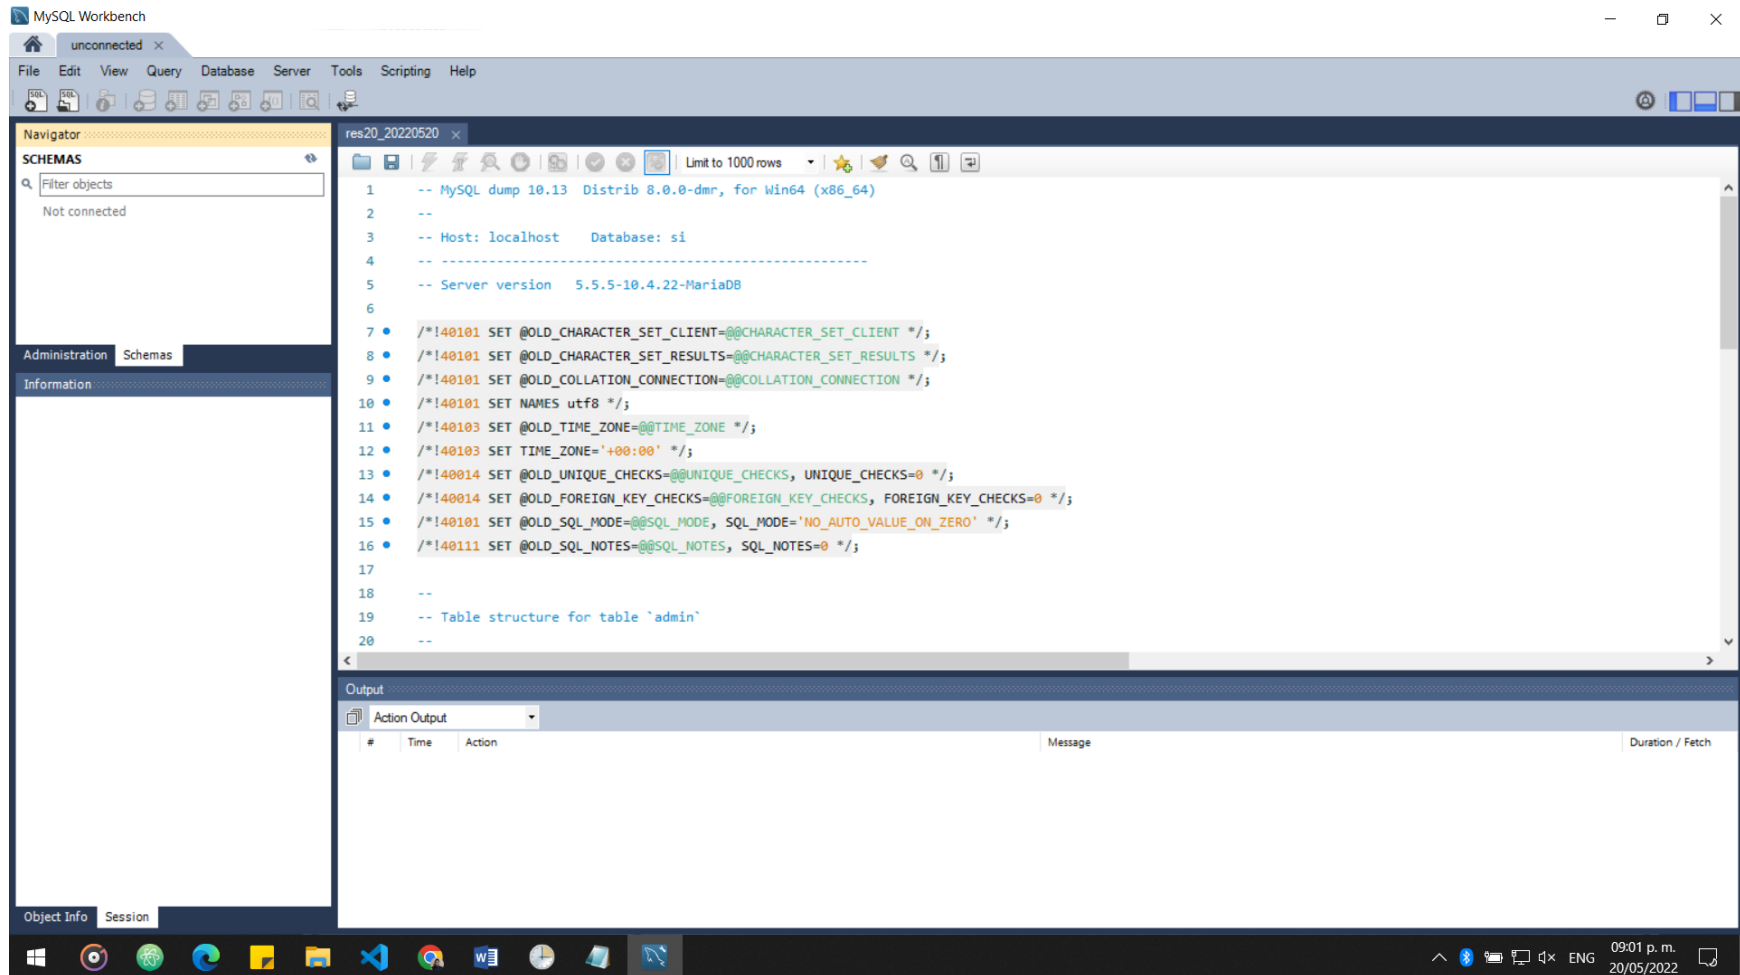 MySQL Workbench
unconnected
File Edit View Query Database Server Tools Scripting Help
Navigator
SCHEMAS
Filter objects
Not connected
Administration Schemas
Information
Object Info Session
res20_20220520
Limit to 1000 rows
1 -- MySQL dump 10.13  Distrib 8.0.0-dmr, for Win64 (x86_64)
2 --
3 -- Host: localhost    Database: si
4 -- ------------------------------------------------------
5 -- Server version   5.5.5-10.4.22-MariaDB
6
7 /*!40101 SET @OLD_CHARACTER_SET_CLIENT=@@CHARACTER_SET_CLIENT */;
8 /*!40101 SET @OLD_CHARACTER_SET_RESULTS=@@CHARACTER_SET_RESULTS */;
9 /*!40101 SET @OLD_COLLATION_CONNECTION=@@COLLATION_CONNECTION */;
10 /*!40101 SET NAMES utf8 */;
11 /*!40103 SET @OLD_TIME_ZONE=@@TIME_ZONE */;
12 /*!40103 SET TIME_ZONE='+00:00' */;
13 /*!40014 SET @OLD_UNIQUE_CHECKS=@@UNIQUE_CHECKS, UNIQUE_CHECKS=0 */;
14 /*!40014 SET @OLD_FOREIGN_KEY_CHECKS=@@FOREIGN_KEY_CHECKS, FOREIGN_KEY_CHECKS=0 */;
15 /*!40101 SET @OLD_SQL_MODE=@@SQL_MODE, SQL_MODE='NO_AUTO_VALUE_ON_ZERO' */;
16 /*!40111 SET @OLD_SQL_NOTES=@@SQL_NOTES, SQL_NOTES=0 */;
17
18 --
19 -- Table structure for table `admin`
20 --
Output
Action Output
# Time Action Message Duration / Fetch
ENG
09:01 p. m.
20/05/2022